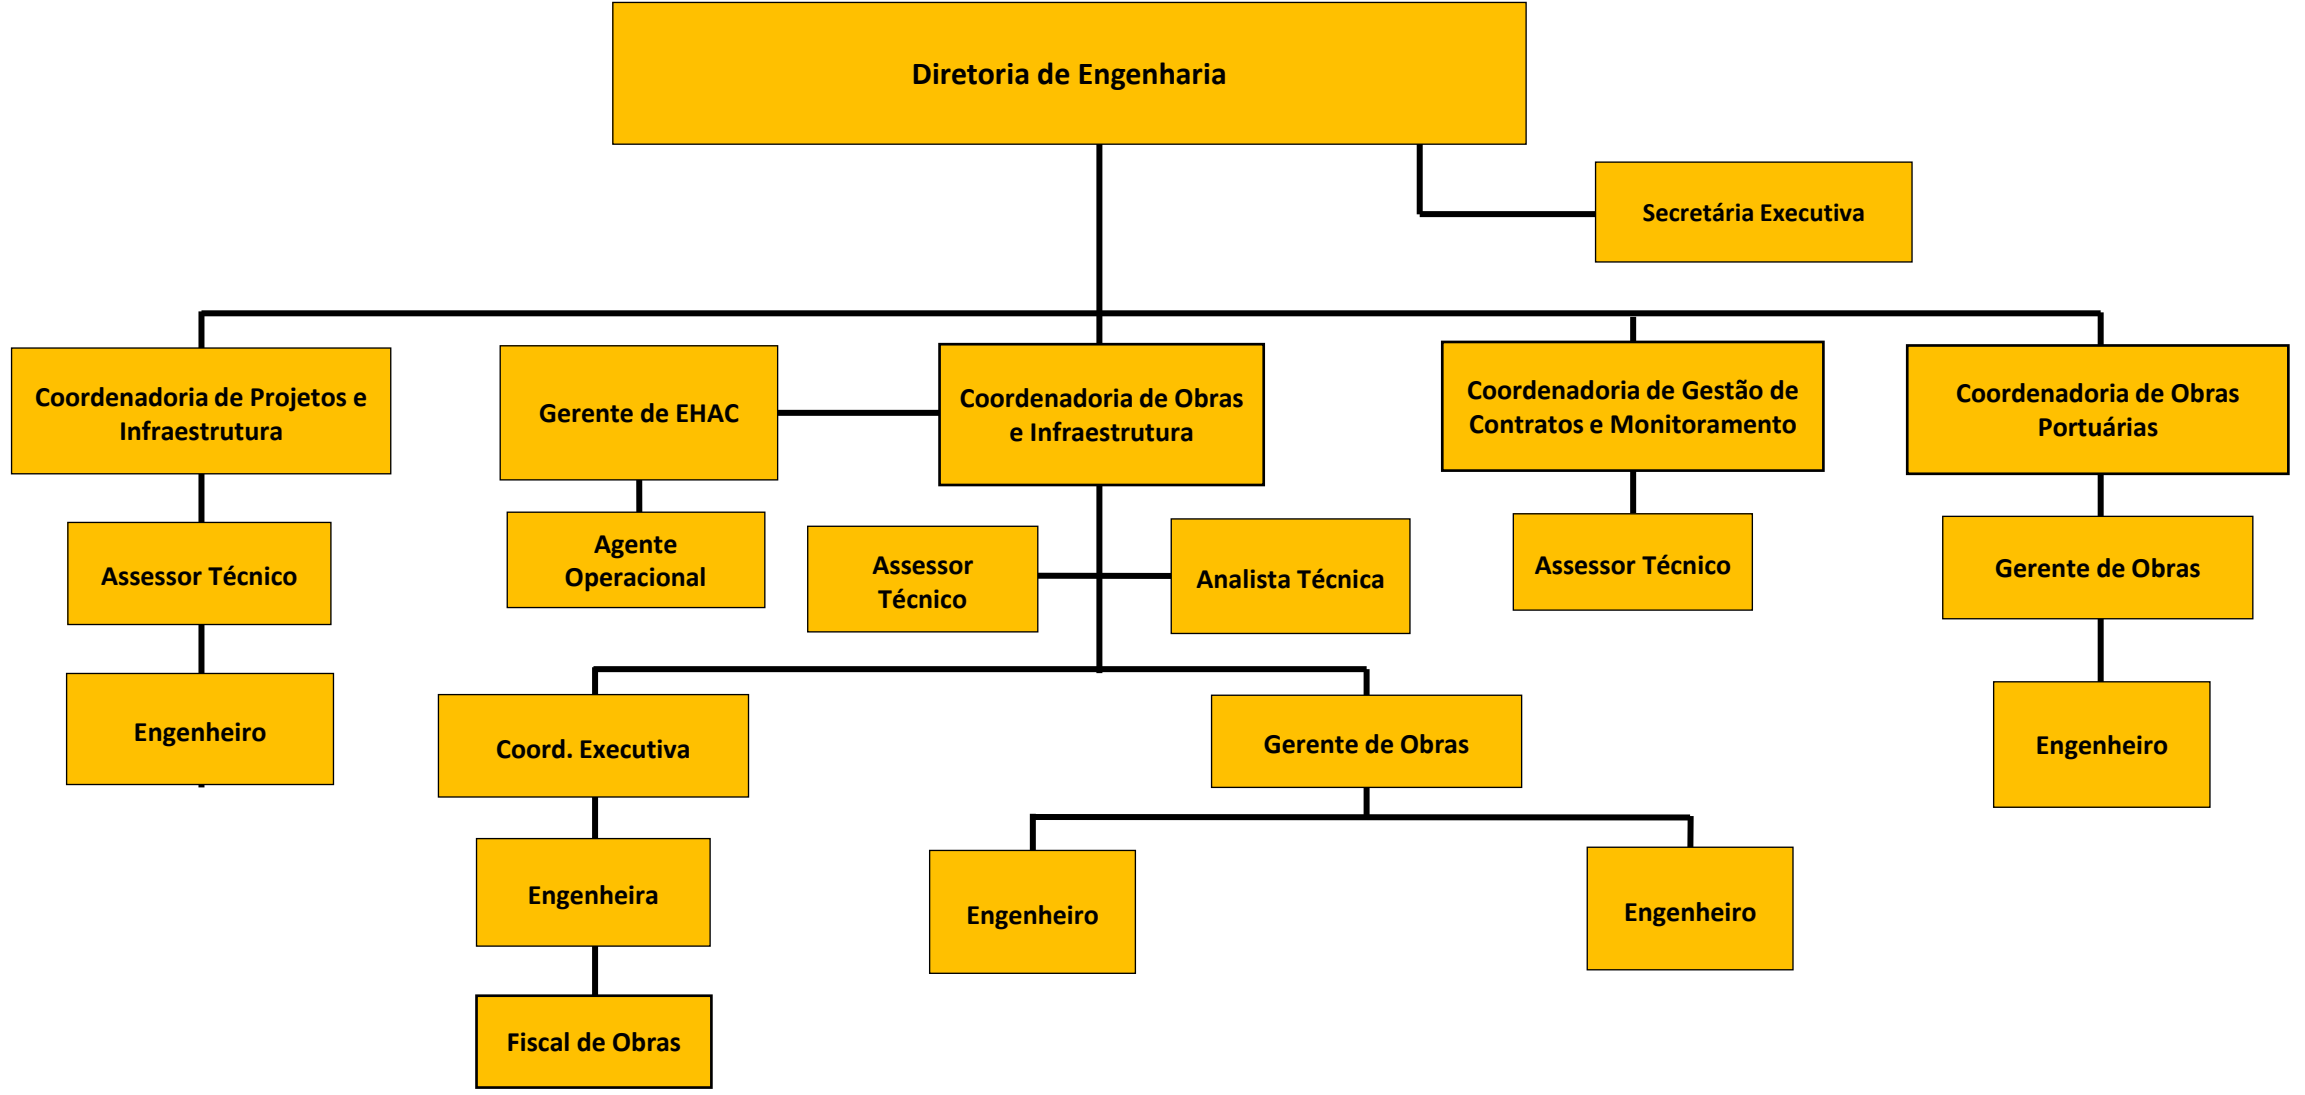 Diretoria de Engenharia
Secretária Executiva
Coordenadoria de Projetos e
Infraestrutura
Gerente de EHAC
Coordenadoria de Obras
e Infraestrutura
Coordenadoria de Gestão de
Contratos e Monitoramento
Coordenadoria de Obras
Portuárias
Assessor Técnico
Agente
Operacional
Assessor
Técnico
Analista Técnica
Assessor Técnico
Gerente de Obras
Engenheiro
Coord. Executiva
Gerente de Obras
Engenheiro
Engenheira
Engenheiro
Engenheiro
Fiscal de Obras